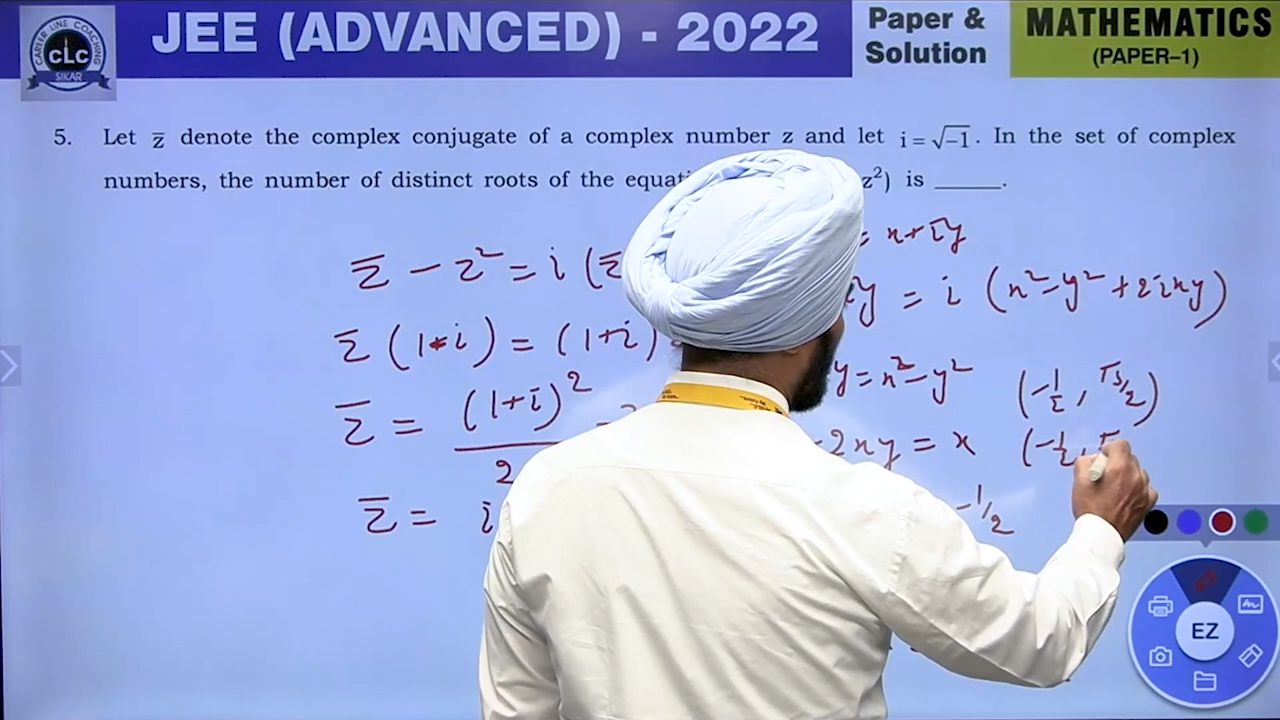 CAREER LINE COACHING
CLC
SIKAR
JEE (ADVANCED) - 2022
Paper &
Solution
MATHEMATICS
(PAPER–1)
5. Let z̅ denote the complex conjugate of a complex number z and let i = √−1. In the set of complex
numbers, the number of distinct roots of the z²) is _____.
z̅ − z² = i (z̅
= x+iy
z̅ (1-i) = (1+i)
y = i (x²−y²+2ixy)
z̅ = (1+i)²
2
y = x²−y²
(−1/2, √3/2)
−2xy = x
(−1/2,
z̅ = i
−1/2
EZ